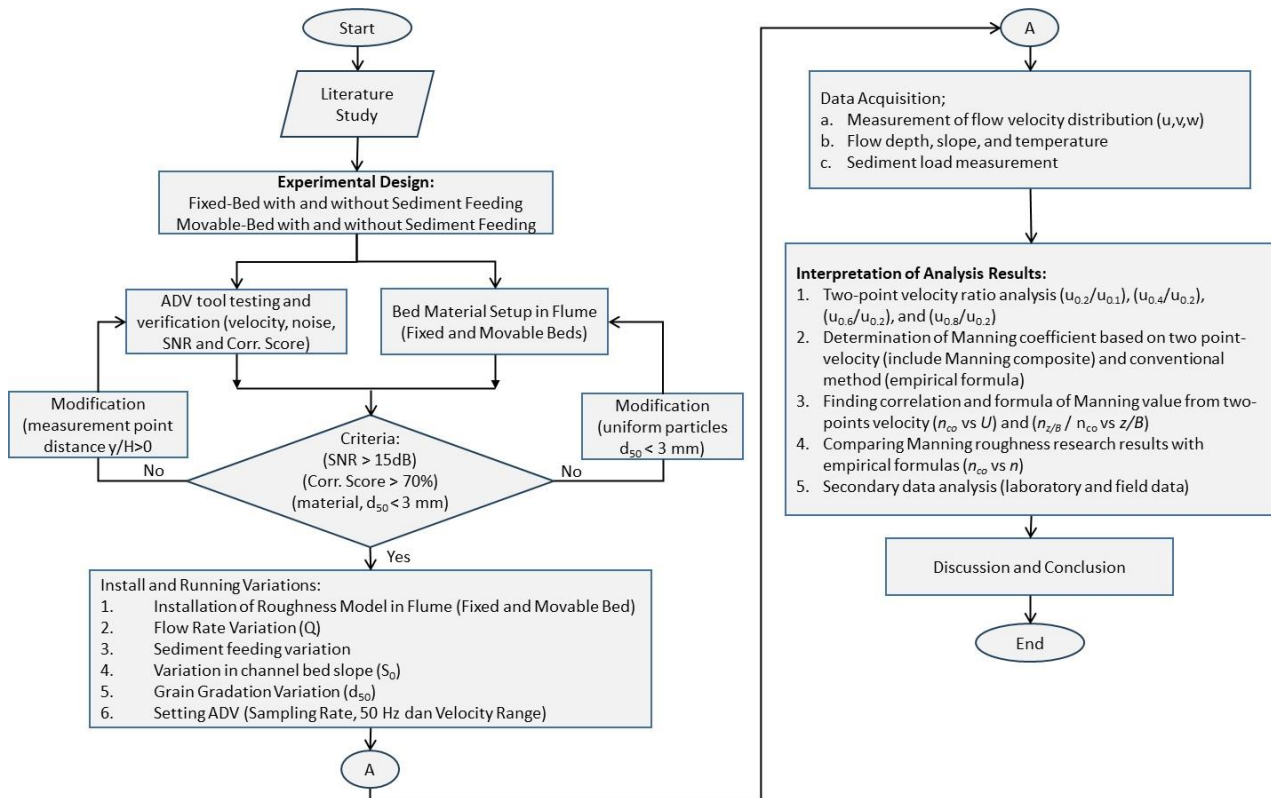 Start
Literature
Study
Experimental Design:
Fixed-Bed with and without Sediment Feeding
Movable-Bed with and without Sediment Feeding
ADV tool testing and
verification (velocity, noise,
SNR and Corr. Score)
Bed Material Setup in Flume
(Fixed and Movable Beds)
Modification
(measurement point
distance y/H>0
Modification
(uniform particles
d₅₀ < 3 mm)
No
Criteria:
(SNR > 15dB)
(Corr. Score > 70%)
(material, d₅₀ < 3 mm)
No
Yes
Install and Running Variations:
1. Installation of Roughness Model in Flume (Fixed and Movable Bed)
2. Flow Rate Variation (Q)
3. Sediment feeding variation
4. Variation in channel bed slope (S₀)
5. Grain Gradation Variation (d₅₀)
6. Setting ADV (Sampling Rate, 50 Hz dan Velocity Range)
A
A
Data Acquisition;
a. Measurement of flow velocity distribution (u,v,w)
b. Flow depth, slope, and temperature
c. Sediment load measurement
Interpretation of Analysis Results:
1. Two-point velocity ratio analysis (u₀.₂/u₀.₁), (u₀.₄/u₀.₂),
(u₀.₆/u₀.₂), and (u₀.₈/u₀.₂)
2. Determination of Manning coefficient based on two point-
velocity (include Manning composite) and conventional
method (empirical formula)
3. Finding correlation and formula of Manning value from two-
points velocity (n_co vs U) and (n_z/B / n_co vs z/B)
4. Comparing Manning roughness research results with
empirical formulas (n_co vs n)
5. Secondary data analysis (laboratory and field data)
Discussion and Conclusion
End